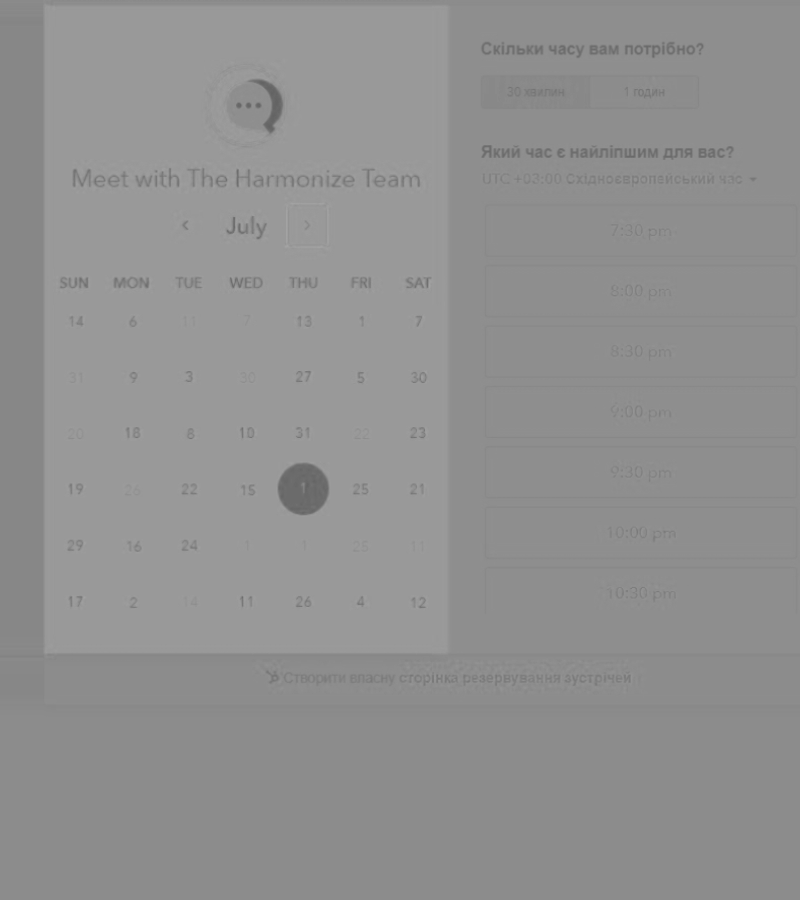 Meet with The Harmonize Team
July
SUN MON TUE WED THU FRI SAT
14 6 11 7 13 1 7
31 9 3 30 27 5 30
20 18 8 10 31 22 23
19 26 22 15 1 25 21
29 16 24 1 1 25 11
17 2 14 11 26 4 12
Скільки часу вам потрібно?
30 хвилин 1 годин
Який час є найліпшим для вас?
UTC +03:00 Східноєвропейський час
7:30 pm
8:00 pm
8:30 pm
9:00 pm
9:30 pm
10:00 pm
10:30 pm
Створити власну сторінка резервування зустрічей